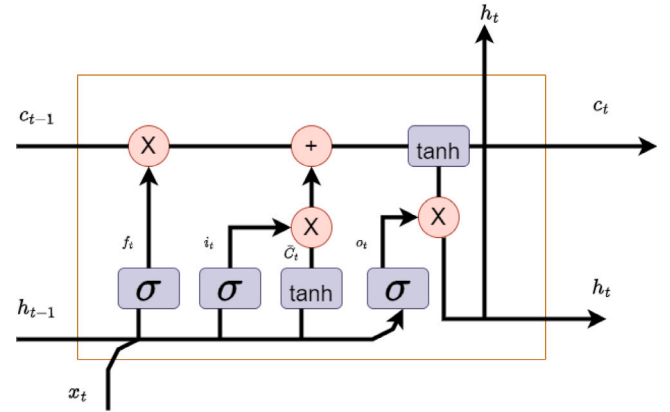 h_t
c_{t-1}
c_t
X
+
tanh
X
X
f_t
i_t
C̃_t
o_t
σ
σ
tanh
σ
h_{t-1}
h_t
x_t